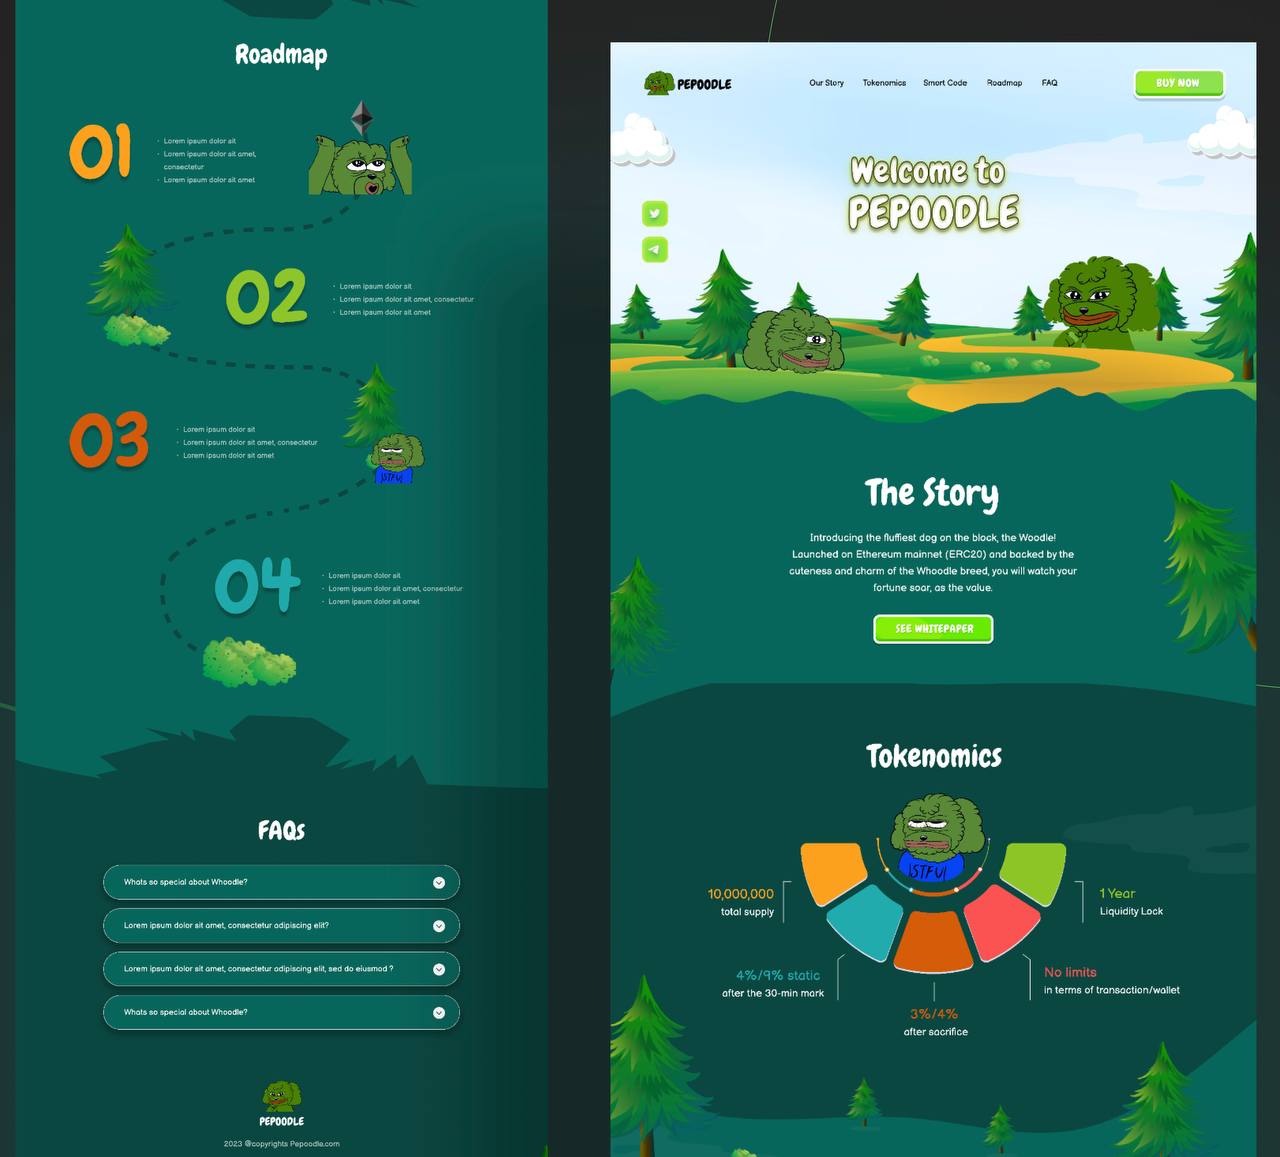 Roadmap
01
Lorem ipsum dolor sit
Lorem ipsum dolor sit amet,
consectetur
Lorem ipsum dolor sit amet
02
Lorem ipsum dolor sit
Lorem ipsum dolor sit amet, consectetur
Lorem ipsum dolor sit amet
03
Lorem ipsum dolor sit
Lorem ipsum dolor sit amet, consectetur
Lorem ipsum dolor sit amet
04
Lorem ipsum dolor sit
Lorem ipsum dolor sit amet, consectetur
Lorem ipsum dolor sit amet
FAQs
Whats so special about Whoodle?
Lorem ipsum dolor sit amet, consectetur adipiscing elit?
Lorem ipsum dolor sit amet, consectetur adipiscing elit, sed do eiusmod ?
Whats so special about Whoodle?
PEPOODLE
2023 @copyrights Pepoodle.com
PEPOODLE
Our Story
Tokenomics
Smort Code
Roadmap
FAQ
BUY NOW
Welcome to
PEPOODLE
The Story
Introducing the fluffiest dog on the block, the Woodle!
Launched on Ethereum mainnet (ERC20) and backed by the
cuteness and charm of the Whoodle breed, you will watch your
fortune soar, as the value.
SEE WHITEPAPER
Tokenomics
10,000,000
total supply
4%/9% static
after the 30-min mark
3%/4%
after sacrifice
No limits
in terms of transaction/wallet
1 Year
Liquidity Lock